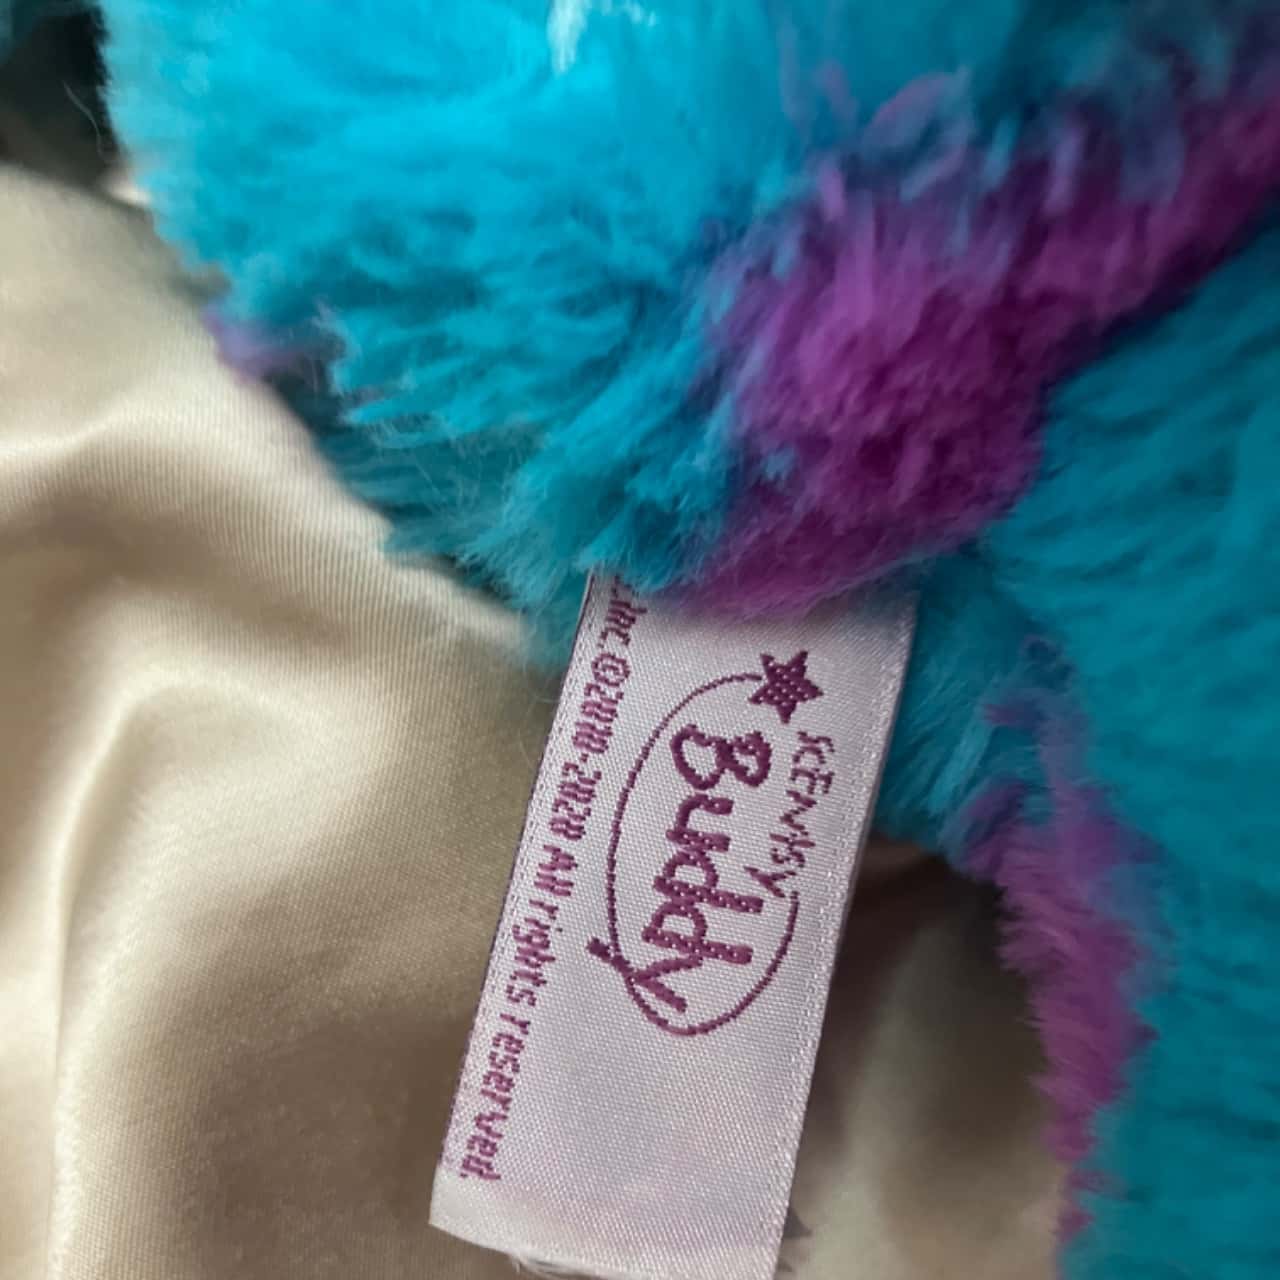 SCENTSY
Buddy
Inc. ©2010-2020 All rights reserved.